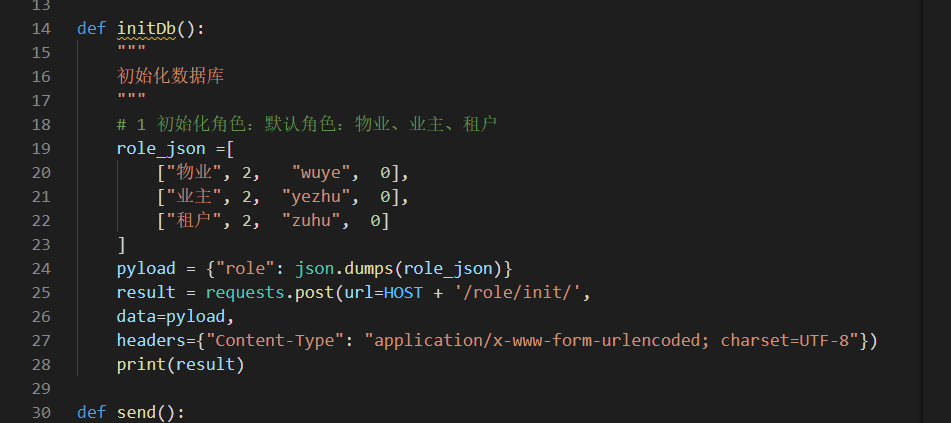 13
14 def initDb():
15     """
16     初始化数据库
17     """
18     # 1 初始化角色：默认角色：物业、业主、租户
19     role_json =[
20         ["物业", 2,   "wuye",  0],
21         ["业主", 2,  "yezhu",  0],
22         ["租户", 2,  "zuhu",  0]
23     ]
24     pyload = {"role": json.dumps(role_json)}
25     result = requests.post(url=HOST + '/role/init/',
26     data=pyload,
27     headers={"Content-Type": "application/x-www-form-urlencoded; charset=UTF-8"})
28     print(result)
29
30 def send():